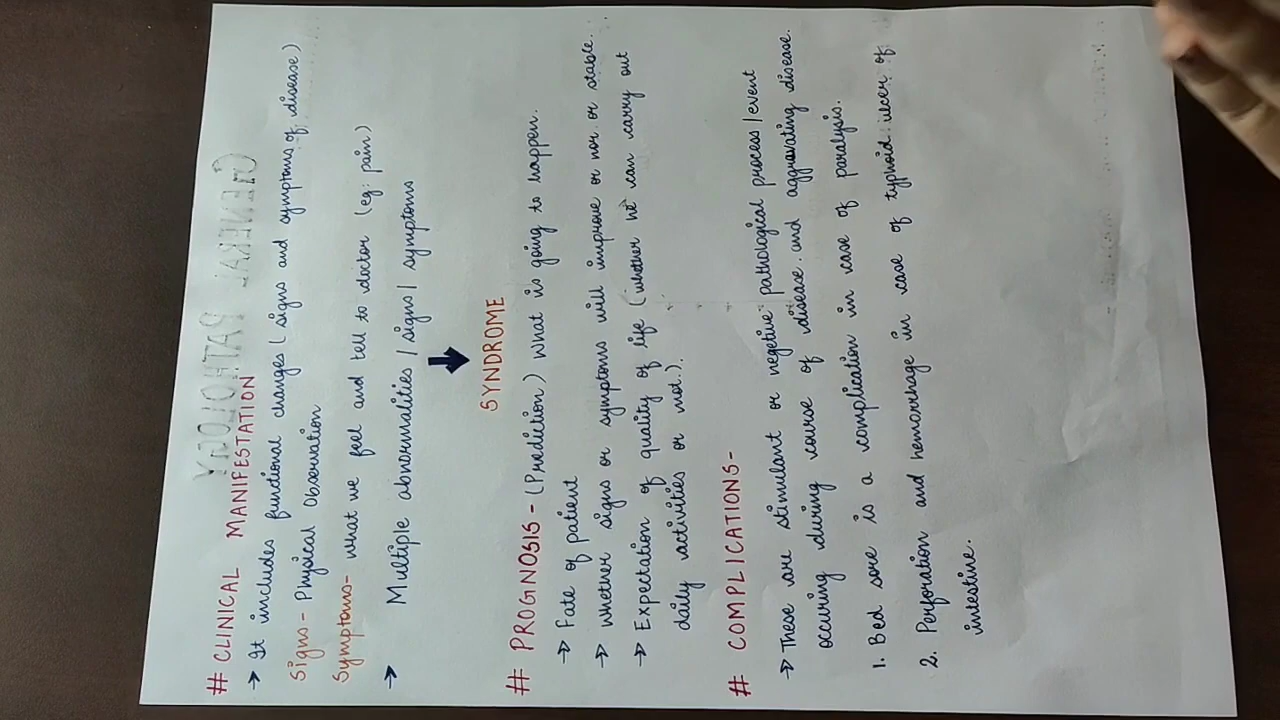 # CLINICAL MANIFESTATION
→ It includes functional changes (signs and symptoms of disease)
Signs - Physical Observation
Symptoms - what we feel and tell to doctor (eg: pain)
→ Multiple abnormalities / signs / symptoms
SYNDROME
# PROGNOSIS - (Prediction) What is going to happen.
→ Fate of patient
→ Whether signs or symptoms will improve or nor or stable.
→ Expectation of quality of life (whether he can carry out
daily activities or not.).
# COMPLICATIONS -
→ These are stimulant or negetive pathological process/event
occuring during course of disease and aggravating disease.
1. Bed sore is a complication in case of paralysis.
2. Perforation and hemorrhage in case of typhoid ulcer of
intestine.
GENERAL PATHOLOGY